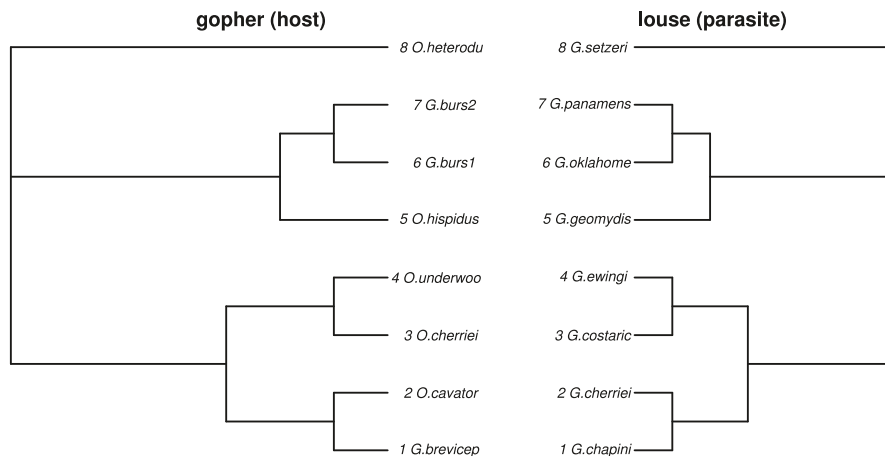 gopher (host) louse (parasite)
8 O.heterodu 8 G.setzeri
7 G.burs2 7 G.panamens
6 G.burs1 6 G.oklahome
5 O.hispidus 5 G.geomydis
4 O.underwoo 4 G.ewingi
3 O.cherriei 3 G.costaric
2 O.cavator 2 G.cherriei
1 G.brevicep 1 G.chapini